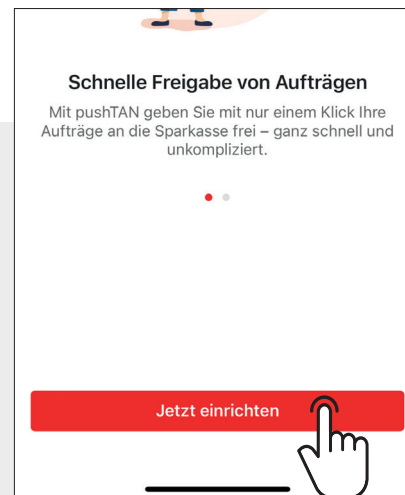 Schnelle Freigabe von Aufträgen
Mit pushTAN geben Sie mit nur einem Klick Ihre
Aufträge an die Sparkasse frei – ganz schnell und
unkompliziert.
Jetzt einrichten